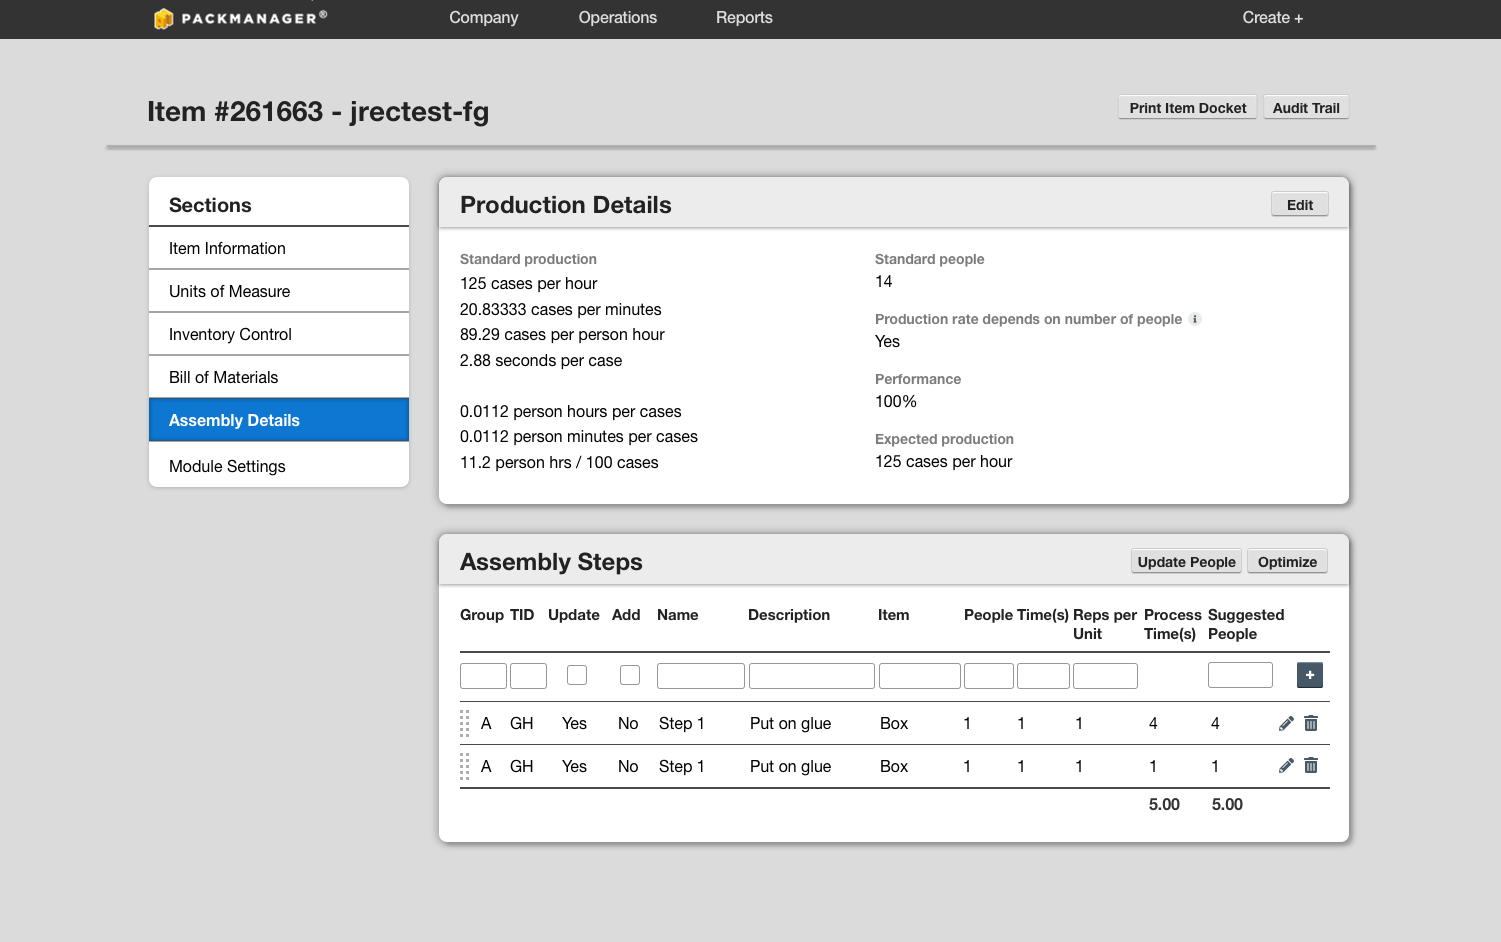 PACKMANAGER®
Company Operations Reports Create +
Item #261663 - jrectest-fg
Print Item Docket Audit Trail
Sections
Item Information
Units of Measure
Inventory Control
Bill of Materials
Assembly Details
Module Settings
Production Details
Edit
Standard production
125 cases per hour
20.83333 cases per minutes
89.29 cases per person hour
2.88 seconds per case
0.0112 person hours per cases
0.0112 person minutes per cases
11.2 person hrs / 100 cases
Standard people
14
Production rate depends on number of people i
Yes
Performance
100%
Expected production
125 cases per hour
Assembly Steps
Update People Optimize
Group TID Update Add Name Description Item People Time(s) Reps per Unit Process Time(s) Suggested People
+
A GH Yes No Step 1 Put on glue Box 1 1 1 4 4
A GH Yes No Step 1 Put on glue Box 1 1 1 1 1
5.00 5.00